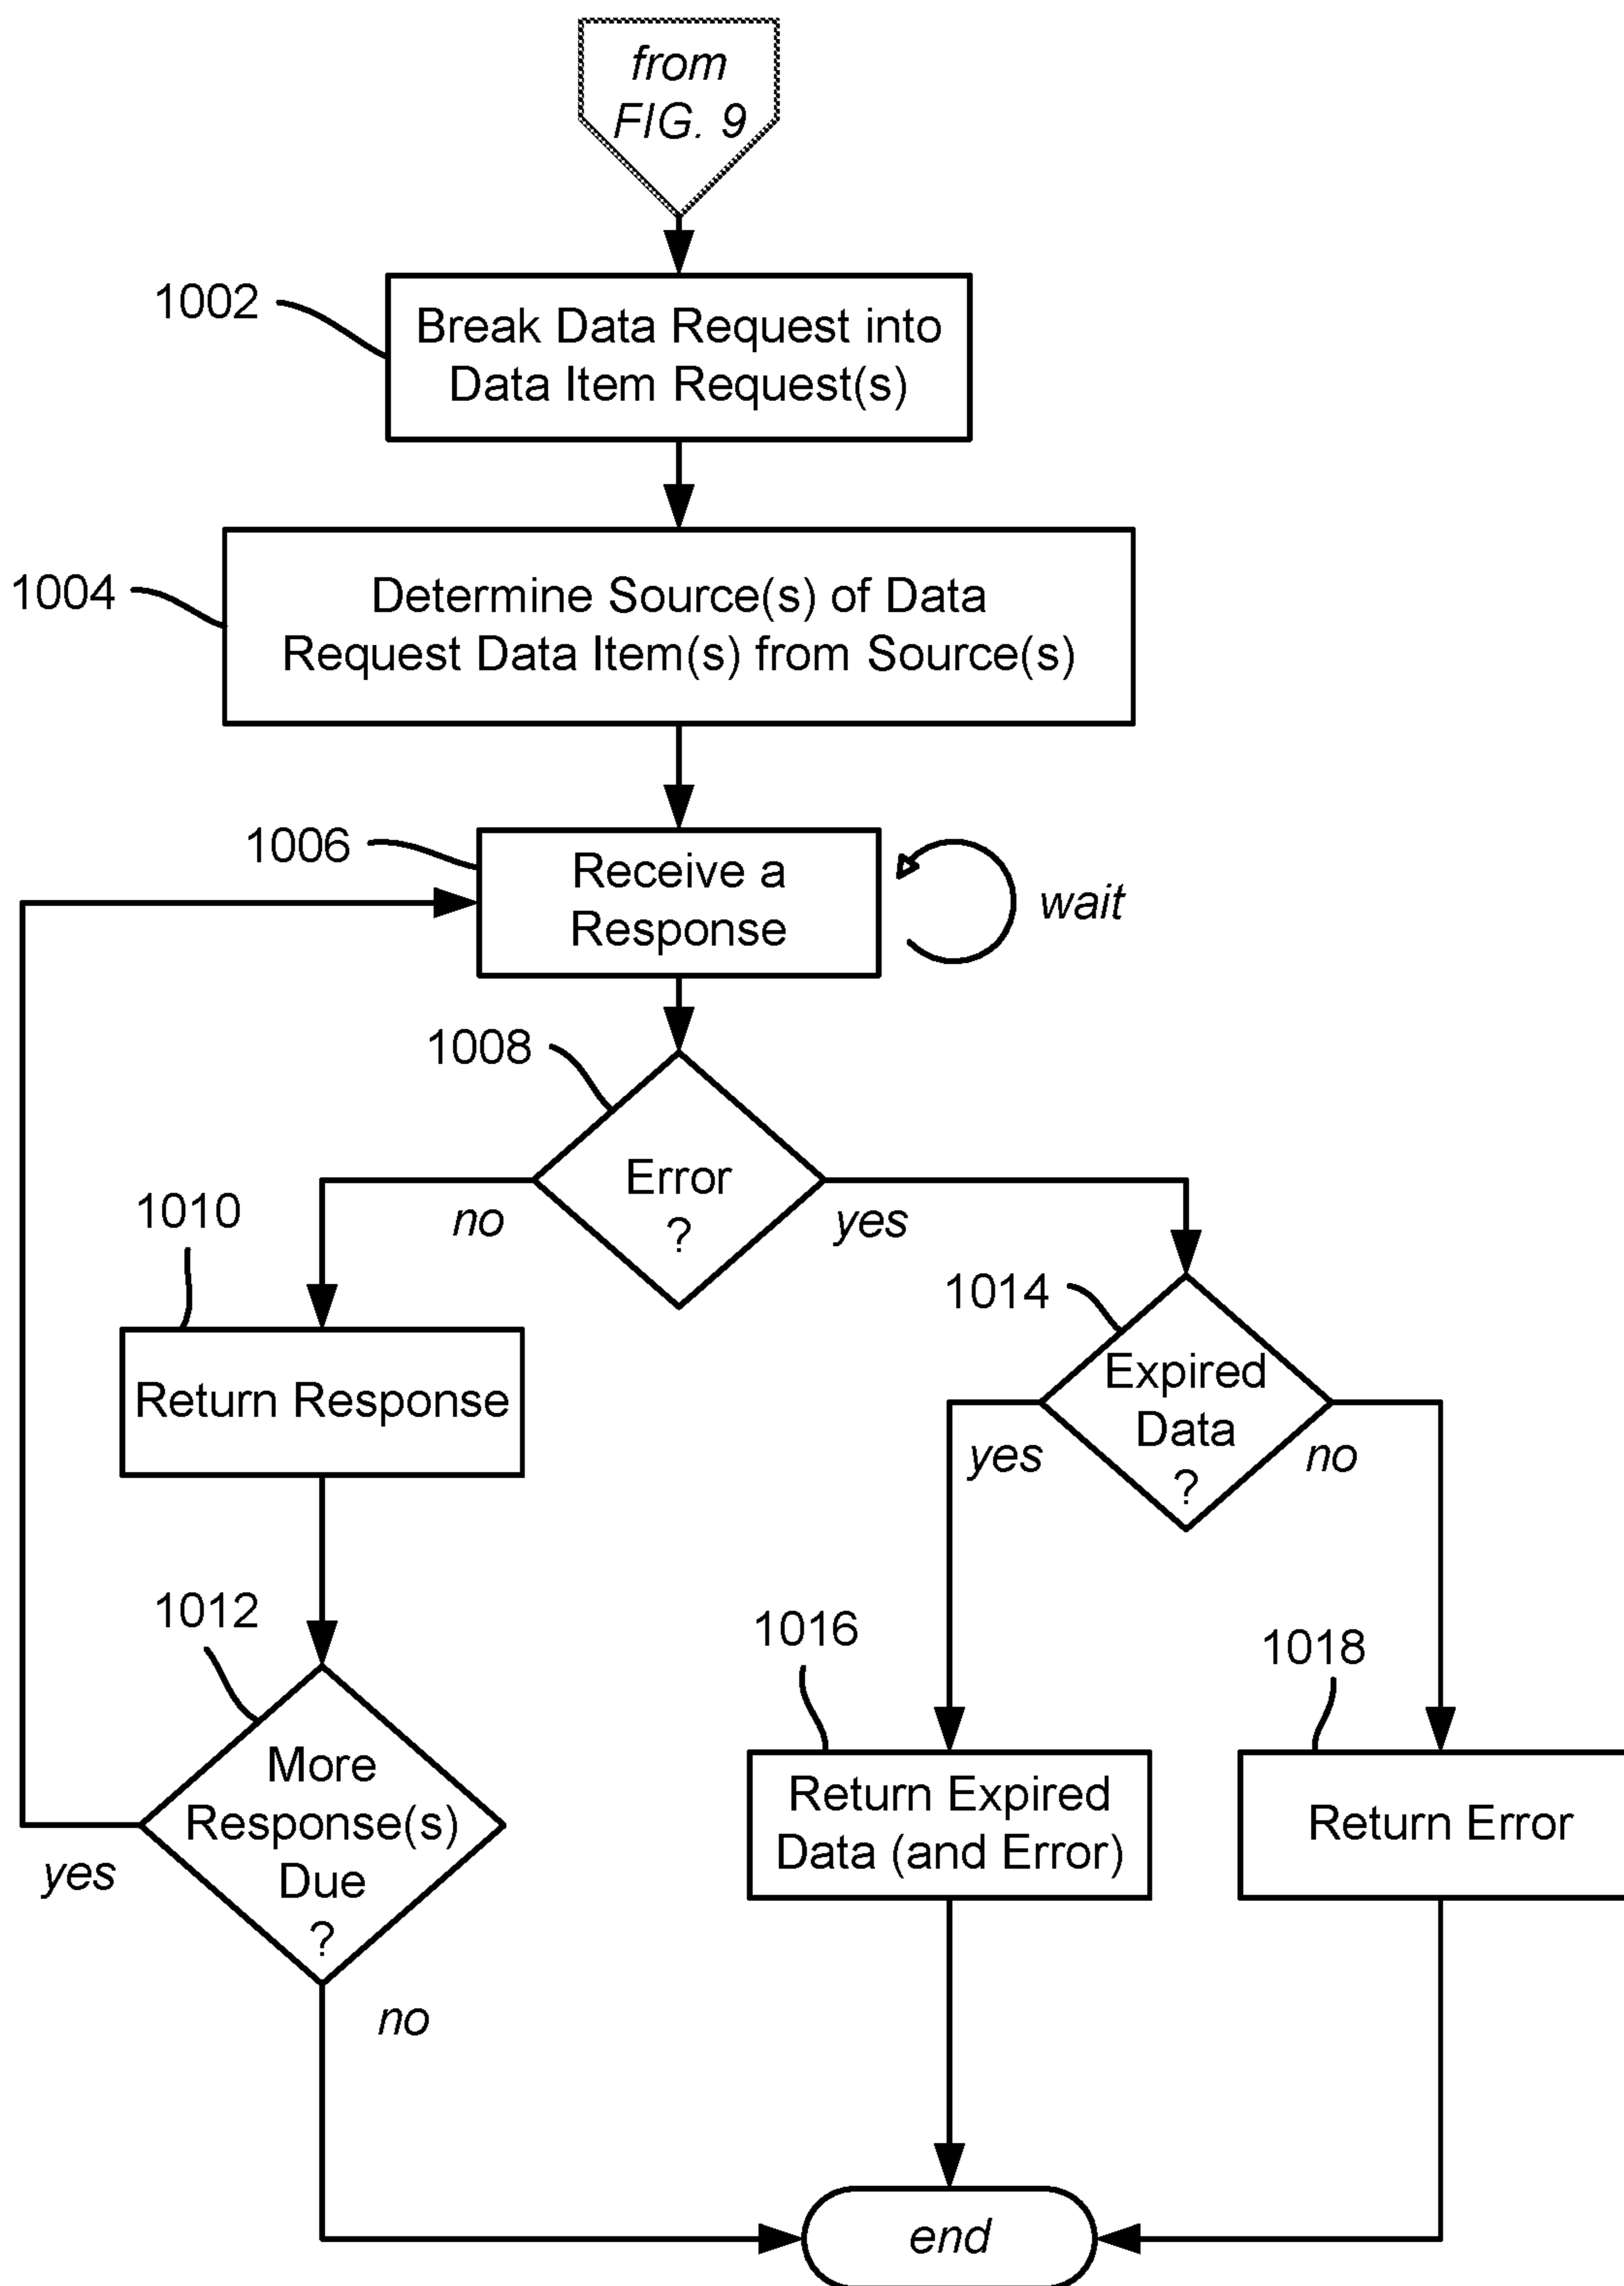 from
FIG. 9
1002
Break Data Request into
Data Item Request(s)
1004
Determine Source(s) of Data
Request Data Item(s) from Source(s)
1006
Receive a
Response
wait
1008
Error
?
no
yes
1010
Return Response
1014
Expired
Data
?
yes
no
1012
More
Response(s)
Due
?
yes
no
1016
Return Expired
Data (and Error)
1018
Return Error
end